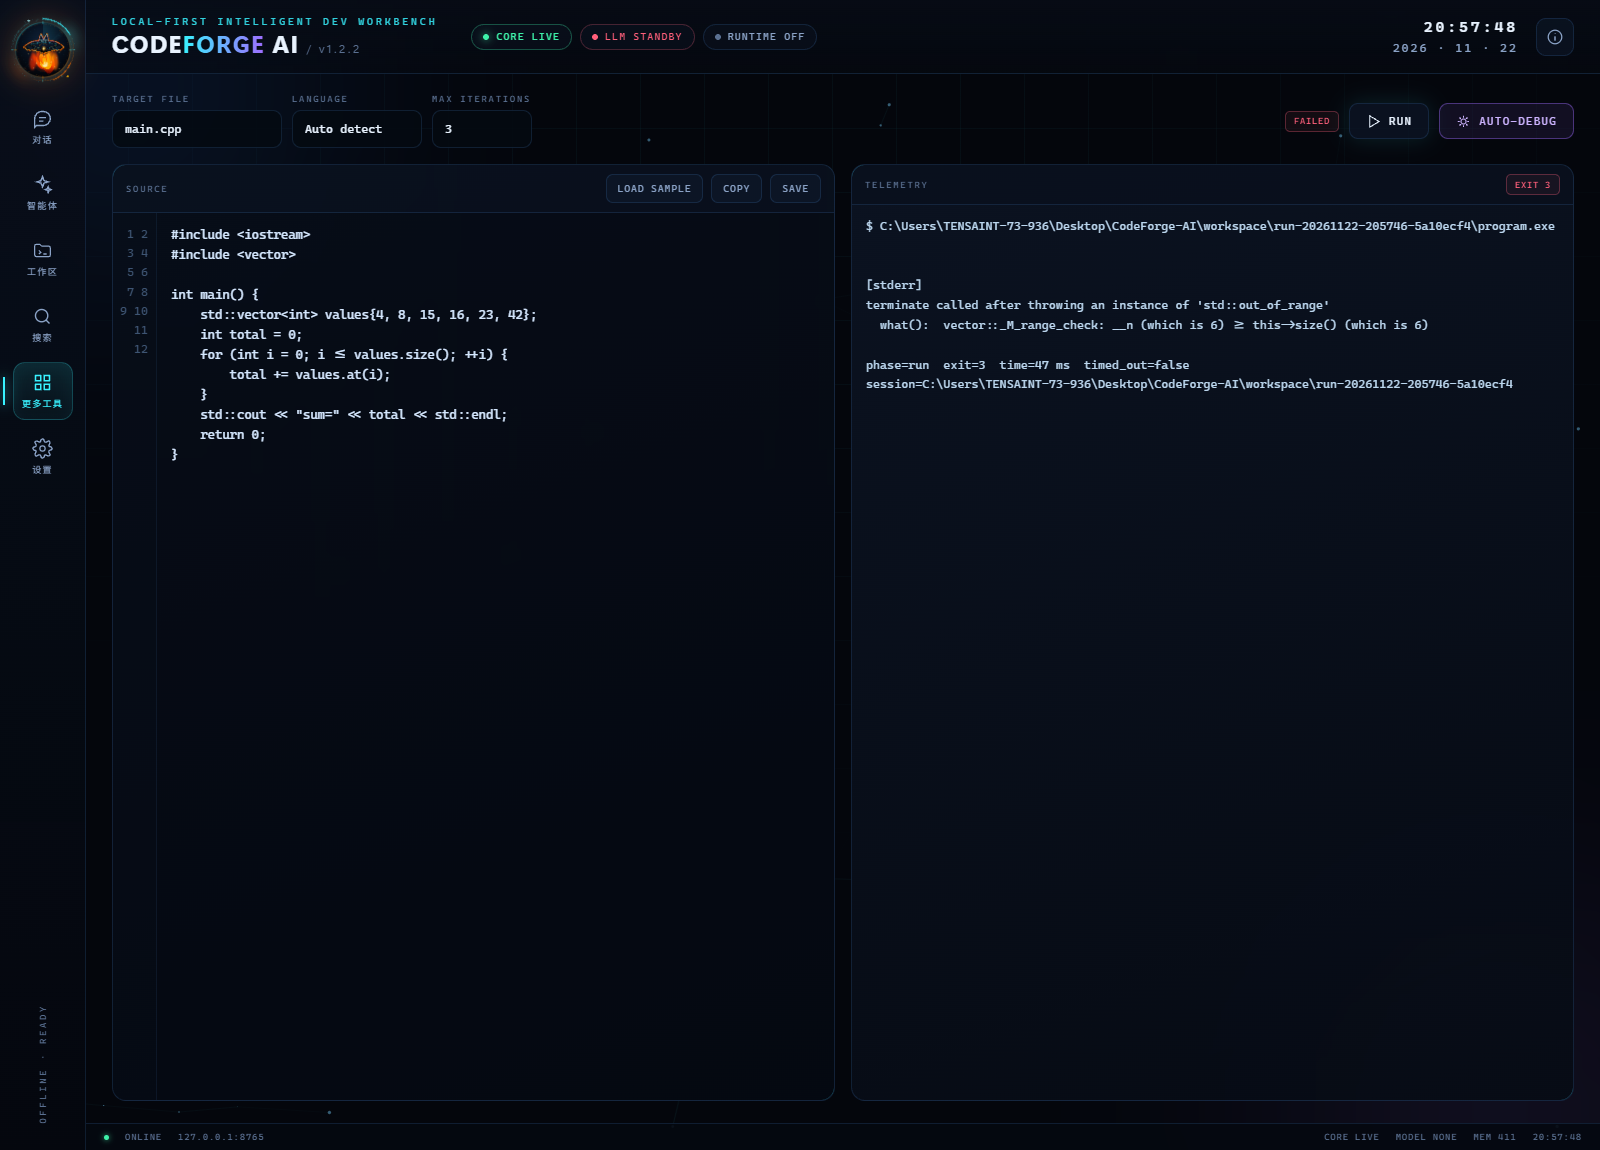 LOCAL-FIRST INTELLIGENT DEV WORKBENCH
CODEFORGE AI / v1.2.2
CORE LIVE
LLM STANDBY
RUNTIME OFF
20:57:48
2026 · 11 · 22
对话
智能体
工作区
搜索
更多工具
设置
OFFLINE · READY
TARGET FILE
main.cpp
LANGUAGE
Auto detect
MAX ITERATIONS
3
FAILED
RUN
AUTO-DEBUG
SOURCE
LOAD SAMPLE
COPY
SAVE
1 2
3 4
5 6
7 8
9 10
11
12
#include <iostream>
#include <vector>
int main() {
    std::vector<int> values{4, 8, 15, 16, 23, 42};
    int total = 0;
    for (int i = 0; i <= values.size(); ++i) {
        total += values.at(i);
    }
    std::cout << "sum=" << total << std::endl;
    return 0;
}
TELEMETRY
EXIT 3
$ C:\Users\TENSAINT-73-936\Desktop\CodeForge-AI\workspace\run-20261122-205746-5a10ecf4\program.exe
[stderr]
terminate called after throwing an instance of 'std::out_of_range'
  what():  vector::_M_range_check: __n (which is 6) >= this->size() (which is 6)
phase=run  exit=3  time=47 ms  timed_out=false
session=C:\Users\TENSAINT-73-936\Desktop\CodeForge-AI\workspace\run-20261122-205746-5a10ecf4
ONLINE
127.0.0.1:8765
CORE LIVE
MODEL NONE
MEM 411
20:57:48